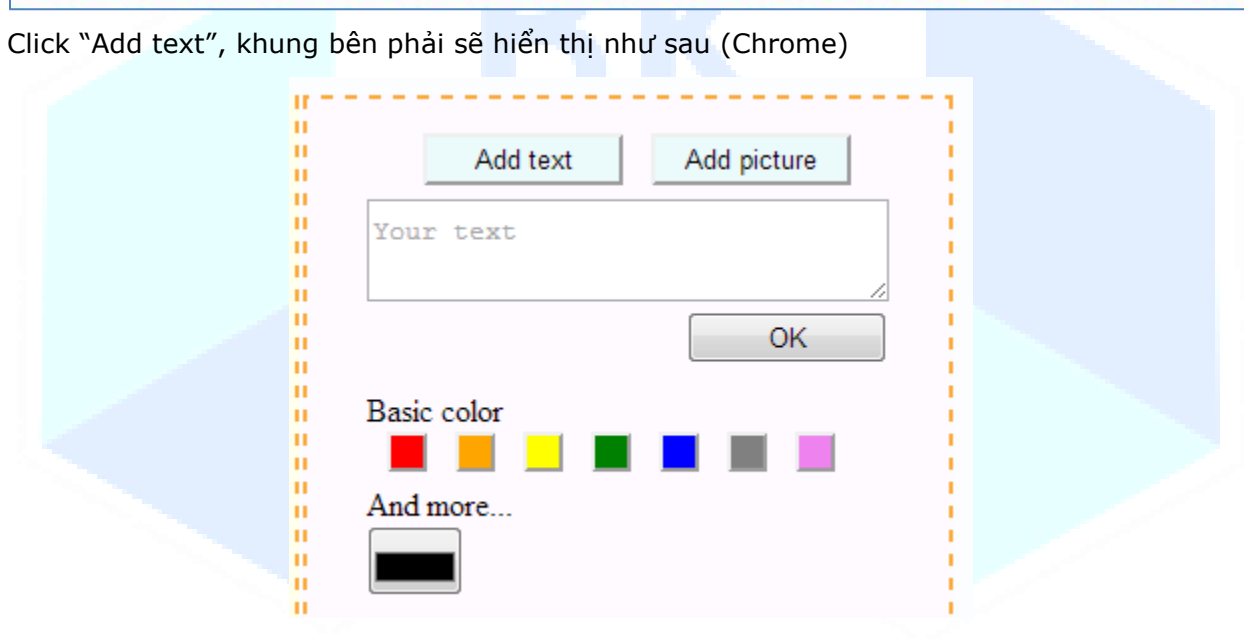 Click “Add text”, khung bên phải sẽ hiển thị như sau (Chrome)
Add text Add picture
Your text
OK
Basic color
And more...